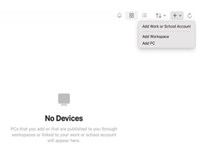 Add Work or School Account
Add Workspace
Add PC
No Devices
PCs that you add or that are published to you through
workspaces or linked to your work or school account
will appear here.